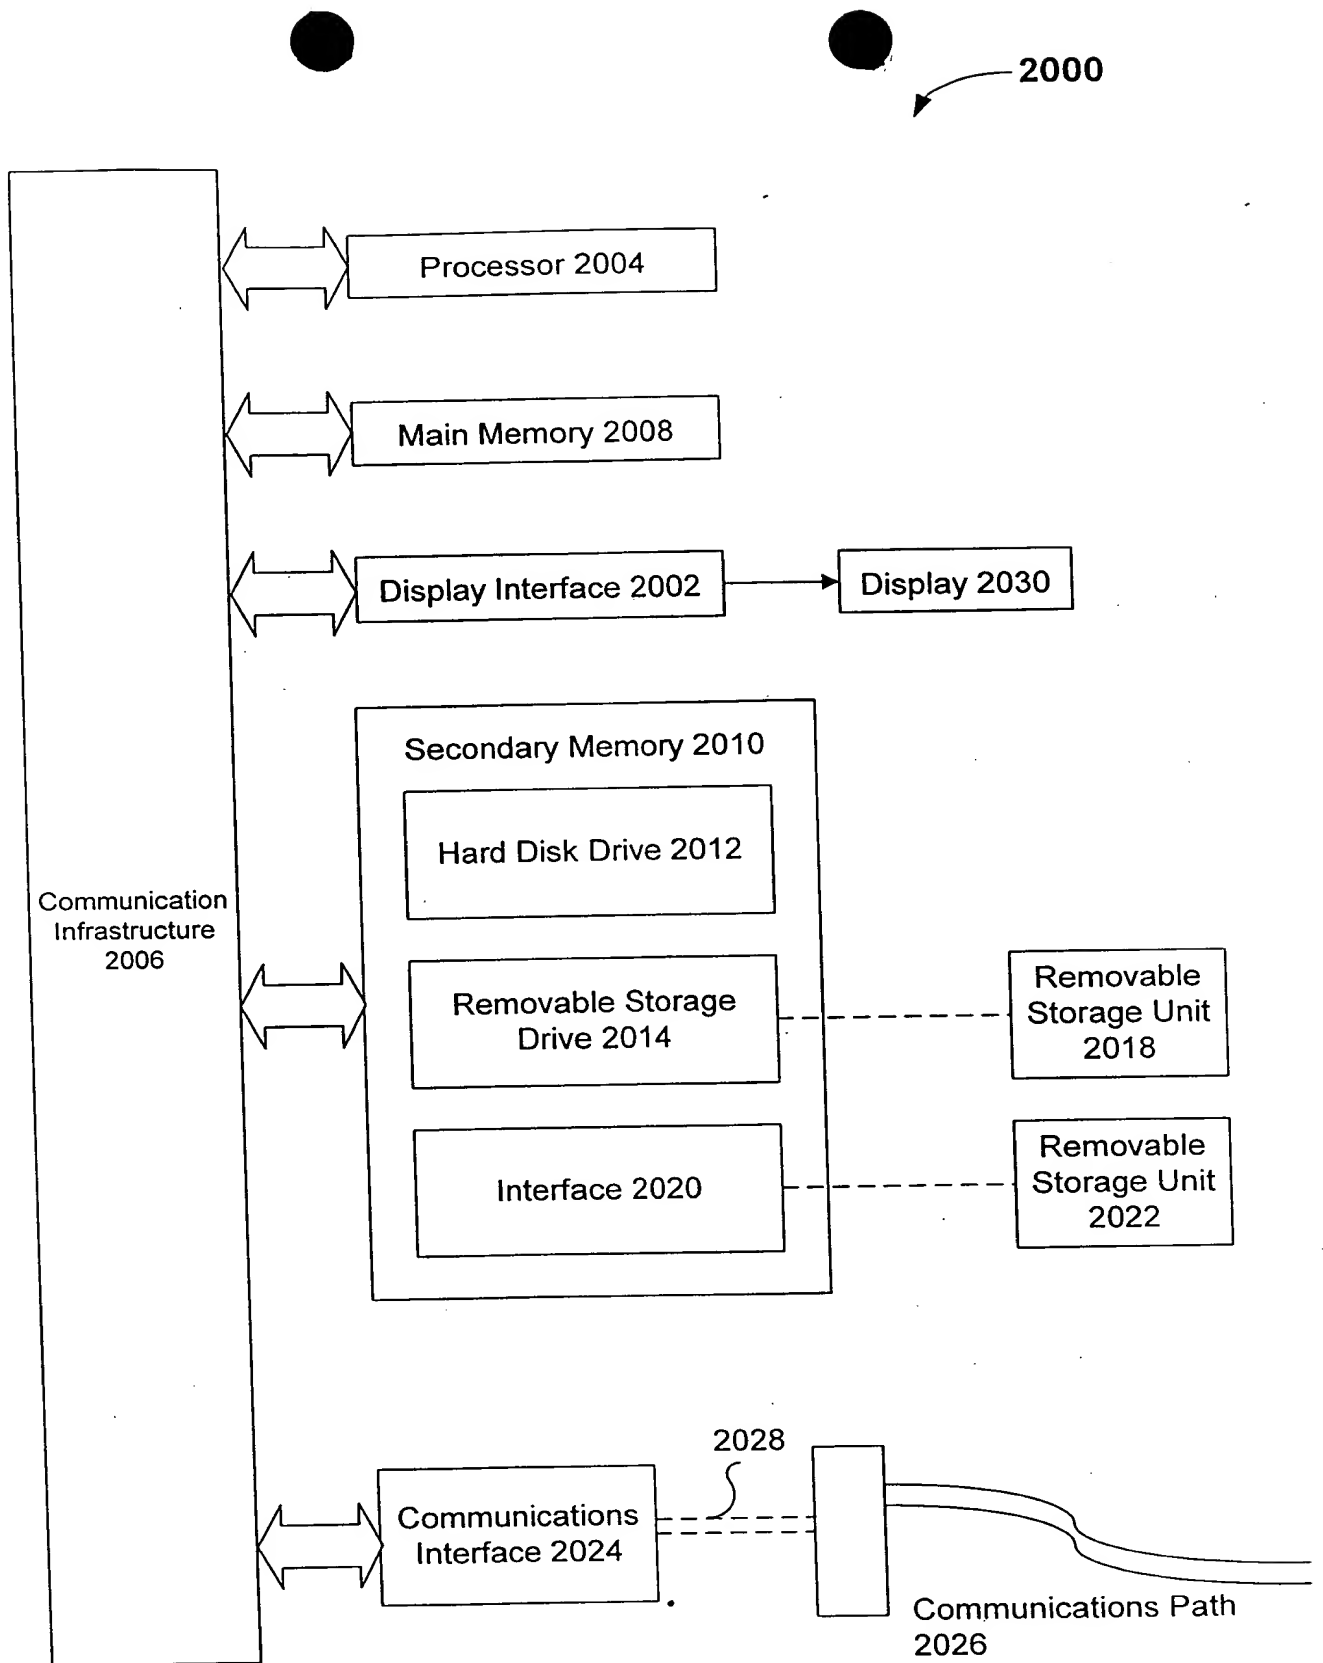 2000
Processor 2004
Main Memory 2008
Display Interface 2002
Display 2030
Secondary Memory 2010
Hard Disk Drive 2012
Communication
Infrastructure
2006
Removable Storage
Drive 2014
Removable
Storage Unit
2018
Interface 2020
Removable
Storage Unit
2022
2028
Communications
Interface 2024
Communications Path
2026